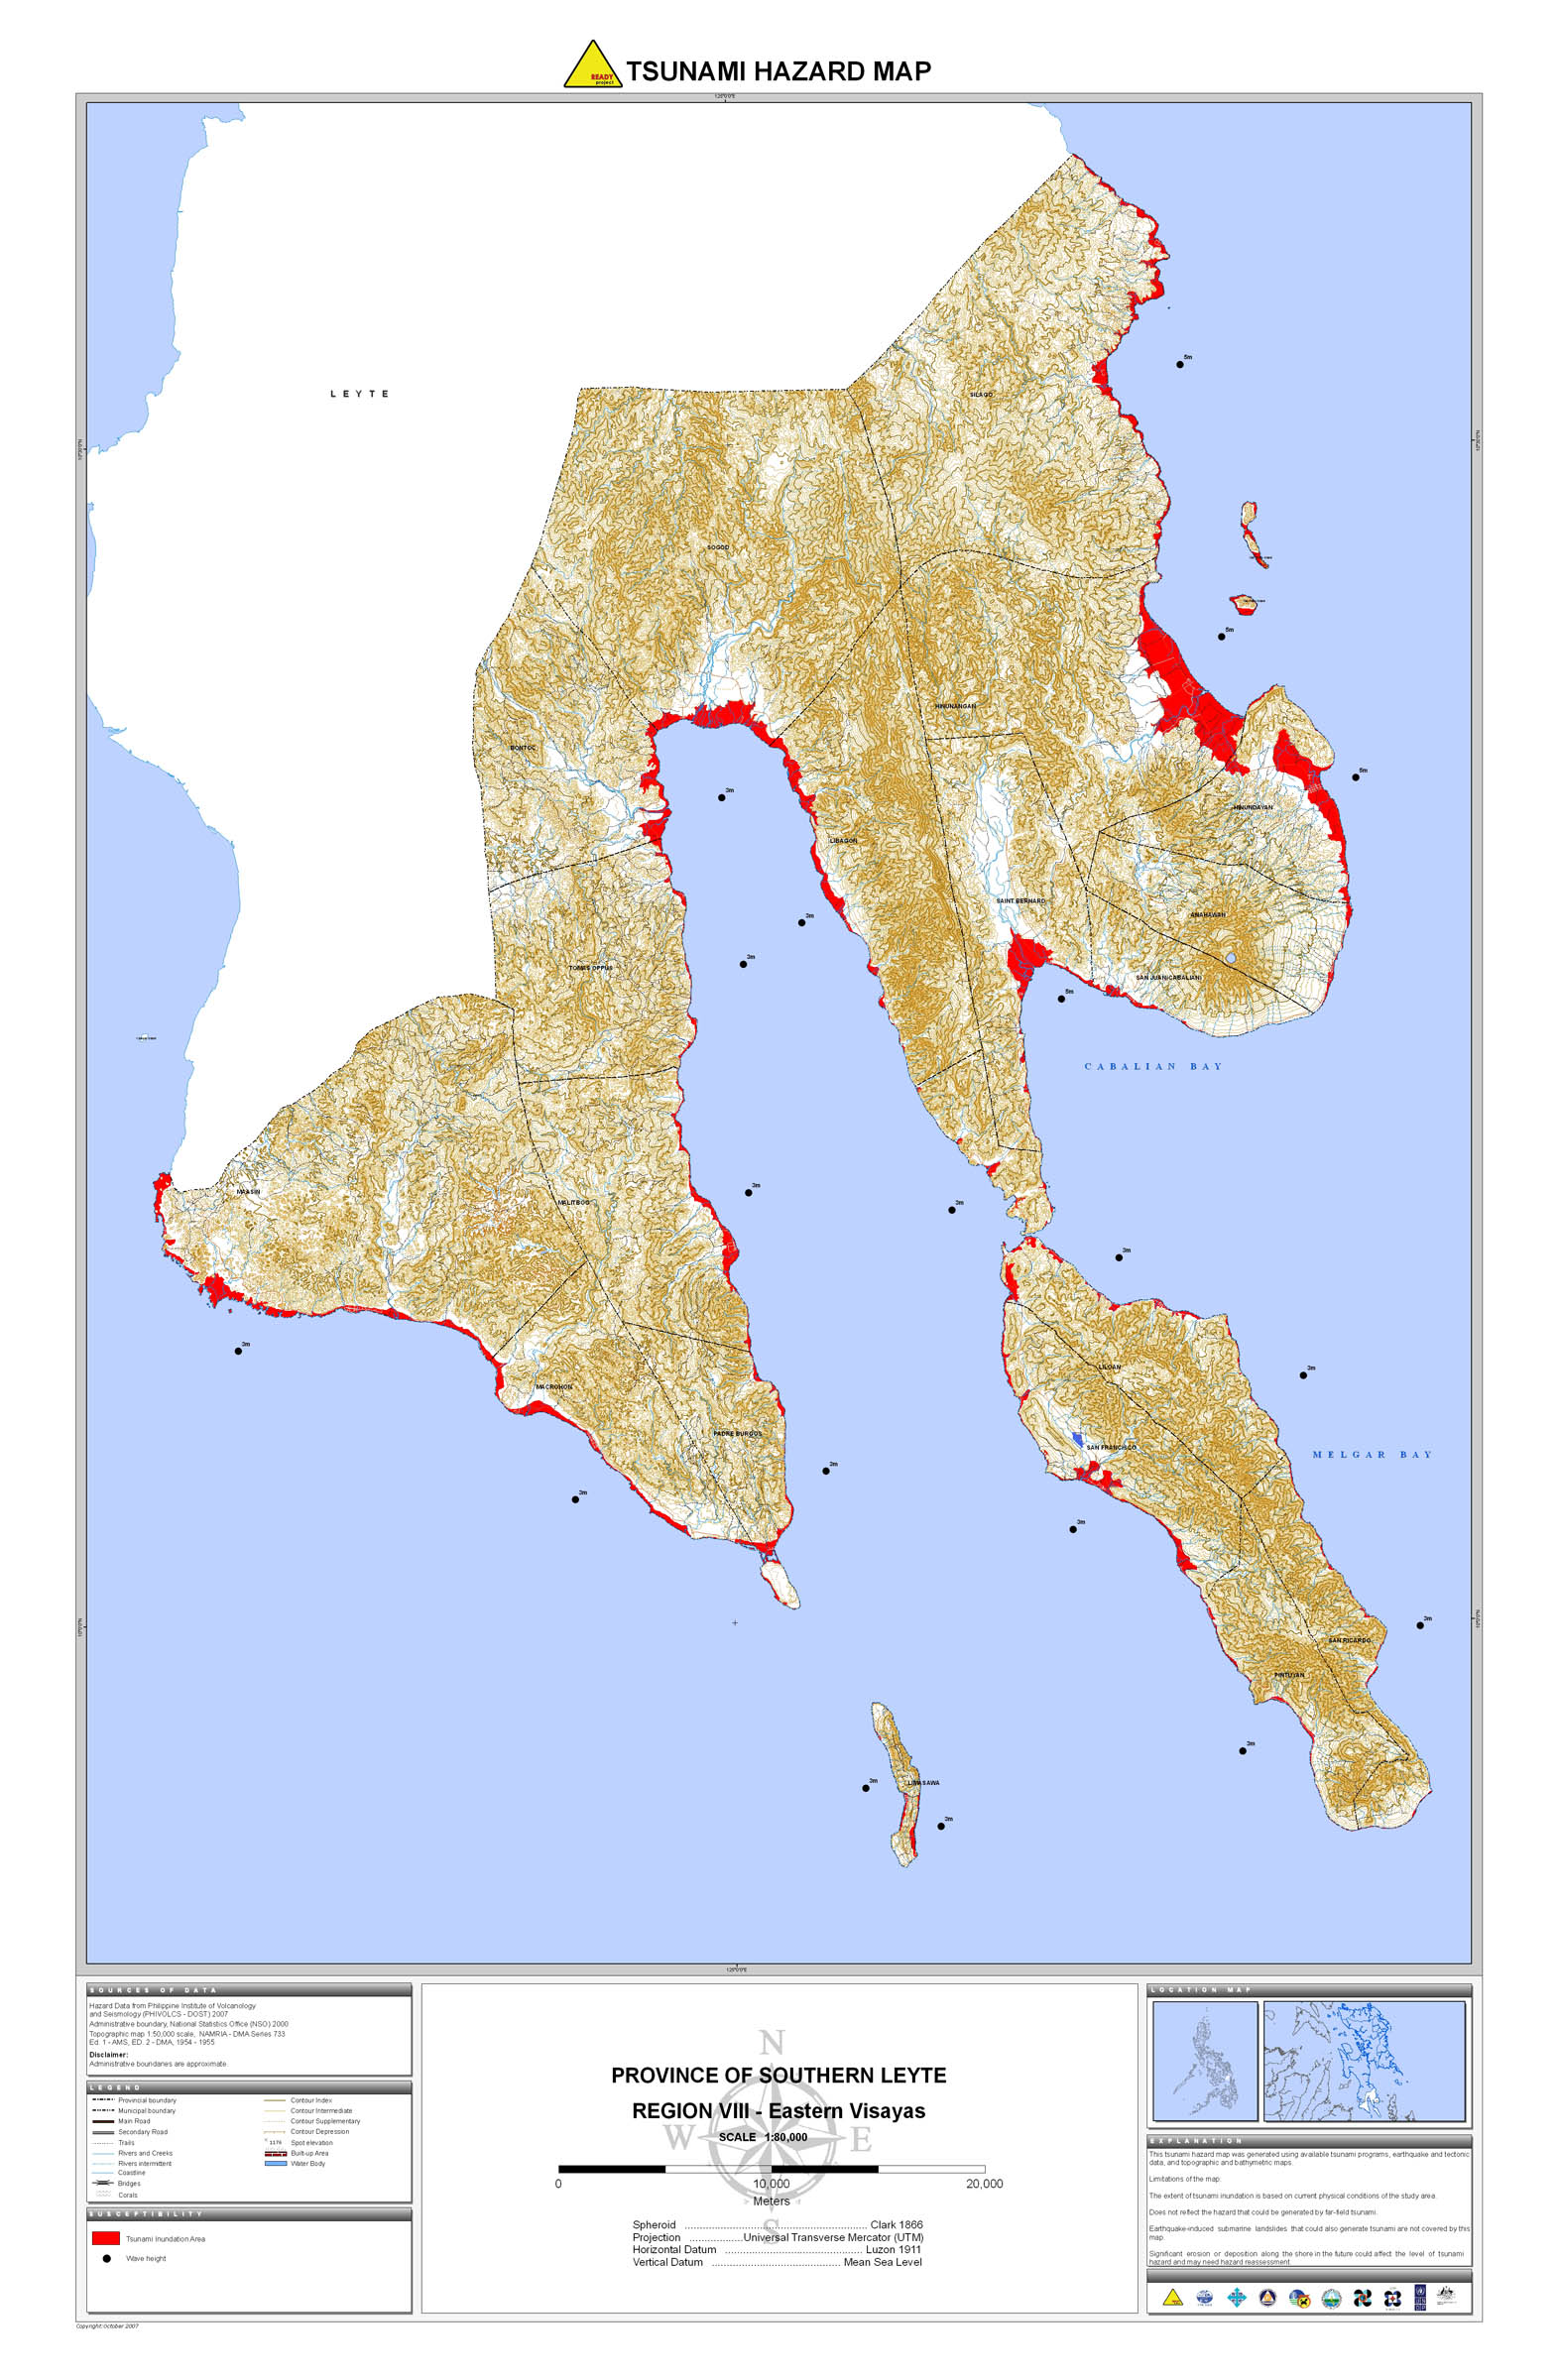 READY
project
TSUNAMI HAZARD MAP
125°0'0"E
5m
LEYTE
SILAGO
SOGOD
5m
HINUNANGAN
BONTOC
5m
3m
HINUNDAYAN
LIBAGON
SAINT BERNARD
ANAHAWAN
3m
3m
TOMAS OPPUS
SAN JUAN(CABALIAN)
5m
CABALIAN BAY
MAASIN
3m
MALITBOG
3m
3m
3m
LILOAN
3m
MACROHON
PADRE BURGOS
SAN FRANCISCO
MELGAR BAY
3m
3m
3m
3m
SAN RICARDO
PINTUYAN
3m
3m
LIMASAWA
3m
125°0'0"E
SOURCES OF DATA
Hazard Data from Philippine Institute of Volcanology
and Seismology (PHIVOLCS - DOST) 2007
Administrative boundary, National Statistics Office (NSO) 2000
Topographic map 1:50,000 scale, NAMRIA - DMA Series 733
Ed. 1 - AMS, ED. 2 - DMA, 1954 - 1955
Disclaimer:
Administrative boundaries are approximate.
LEGEND
Provincial boundary
Municipal boundary
Main Road
Secondary Road
Trails
Rivers and Creeks
Rivers intermittent
Coastline
Bridges
Corals
Contour Index
Contour Intermediate
Contour Supplementary
Contour Depression
1170 Spot elevation
Built-up Area
Water Body
SUSCEPTIBILITY
Tsunami Inundation Area
Wave height
N
PROVINCE OF SOUTHERN LEYTE
REGION VIII - Eastern Visayas
W E
SCALE 1:80,000
0 10,000 20,000
Meters
S
Spheroid ........ Clark 1866
Projection ........ Universal Transverse Mercator (UTM)
Horizontal Datum ........ Luzon 1911
Vertical Datum ........ Mean Sea Level
LOCATION MAP
EXPLANATION
This tsunami hazard map was generated using available tsunami programs, earthquake and tectonic
data, and topographic and bathymetric maps.
Limitations of the map:
The extent of tsunami inundation is based on current physical conditions of the study area.
Does not reflect the hazard that could be generated by far-field tsunami.
Earthquake-induced submarine landslides that could also generate tsunami are not covered by this
map.
Significant erosion or deposition along the shore in the future could affect the level of tsunami
hazard and may need hazard reassessment.
Copyright October 2007